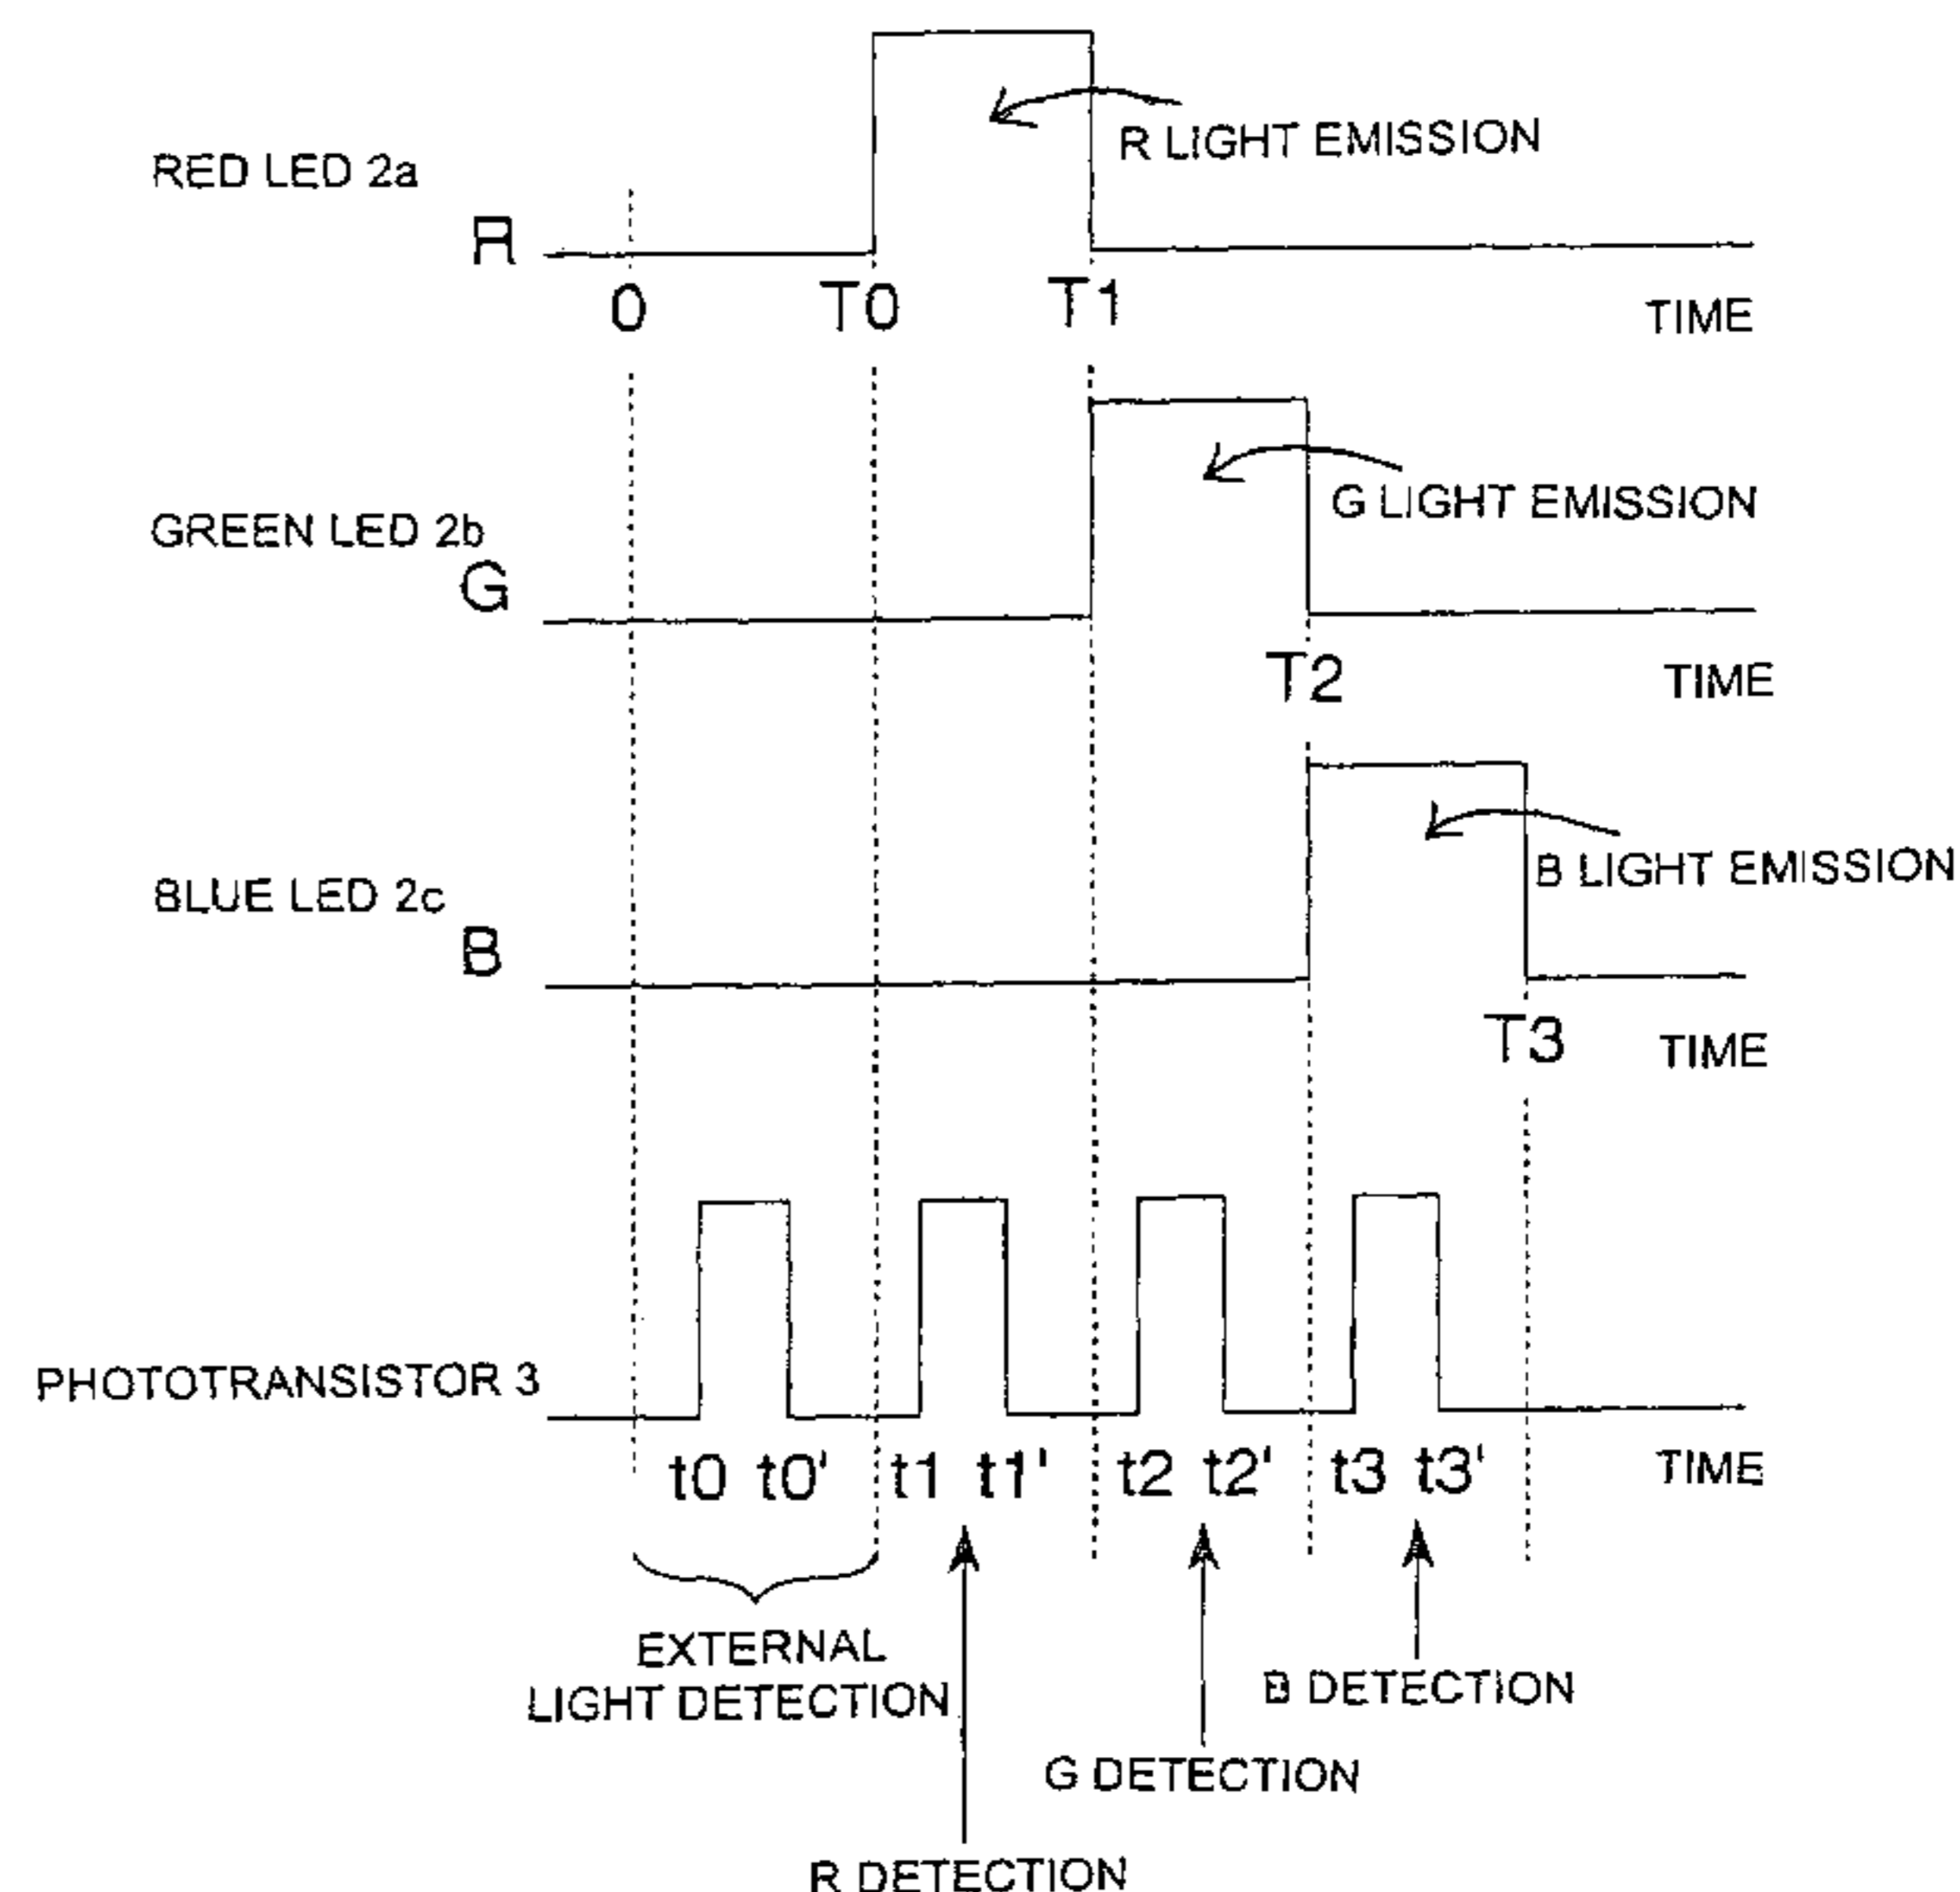 R LIGHT EMISSION
RED LED 2a
R
0 T0 T1 TIME
G LIGHT EMISSION
GREEN LED 2b
G
T2 TIME
B LIGHT EMISSION
BLUE LED 2c
B
T3 TIME
PHOTOTRANSISTOR 3
t0 t0' t1 t1' t2 t2' t3 t3' TIME
EXTERNAL
LIGHT DETECTION
B DETECTION
G DETECTION
R DETECTION